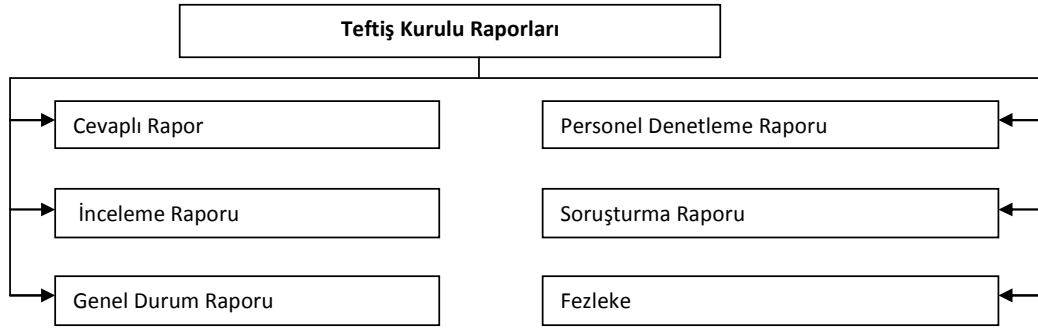 Teftiş Kurulu Raporları
Cevaplı Rapor
Personel Denetleme Raporu
İnceleme Raporu
Soruşturma Raporu
Genel Durum Raporu
Fezleke